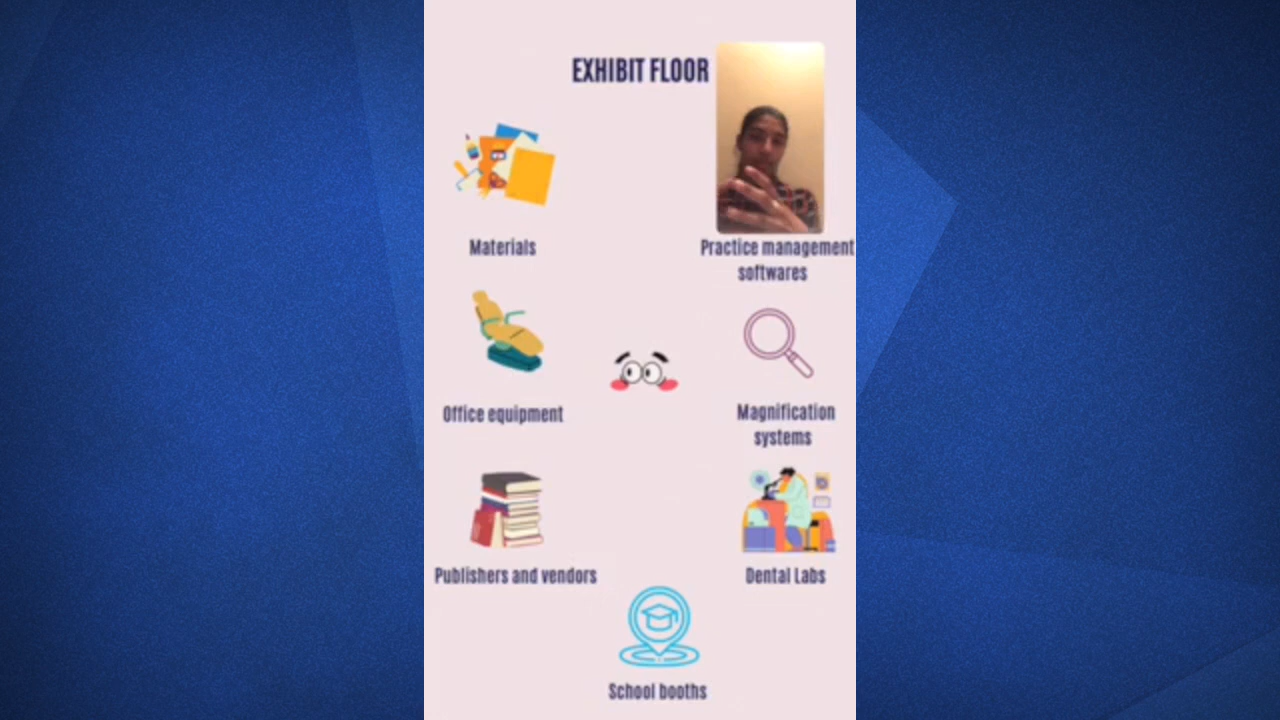 EXHIBIT FLOOR
Materials
Practice management
softwares
Office equipment
Magnification
systems
Publishers and vendors
Dental Labs
School booths